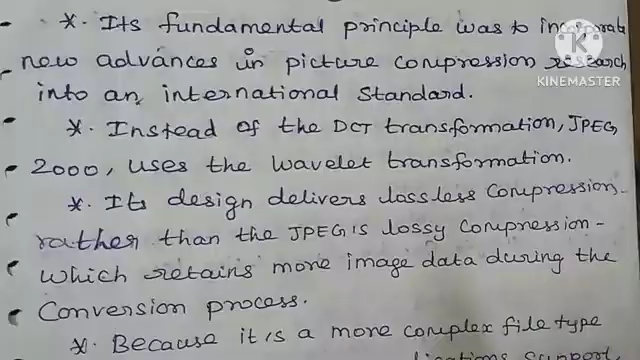 *. Its fundamental principle was to incorporate
new advances in picture compression research
into an international Standard.
*. Instead of the DCT transformation, JPEG
2000, uses the wavelet transformation.
*. Its design delivers lossless compression-
rather than the JPEG's lossy compression-
which retains more image data during the
Conversion process.
*. Because it is a more complex file type
support.
KINEMASTER